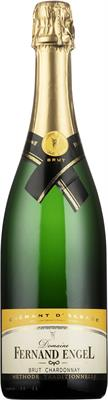 BRUT
CRÉMANT D'ALSACE
Domaine
FERNAND ENGEL
BRUT CHARDONNAY
MÉTHODE TRADITIONNELLE